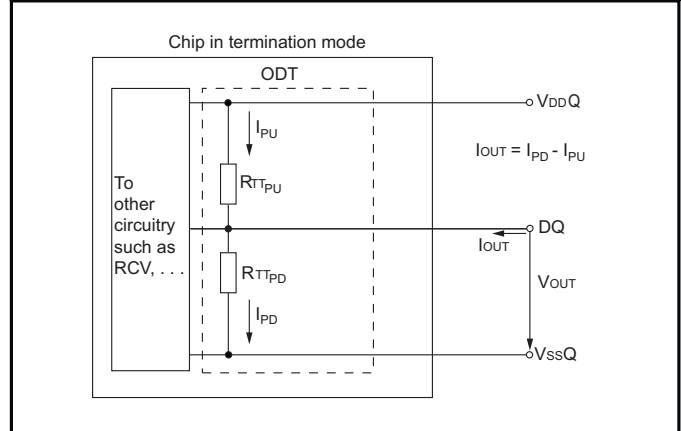 Chip in termination mode
ODT
VDDQ
IPU
IOUT = IPD - IPU
RTTPU
To
other
circuitry
such as
RCV, . . .
DQ
IOUT
RTTPD
VOUT
IPD
VSSQ